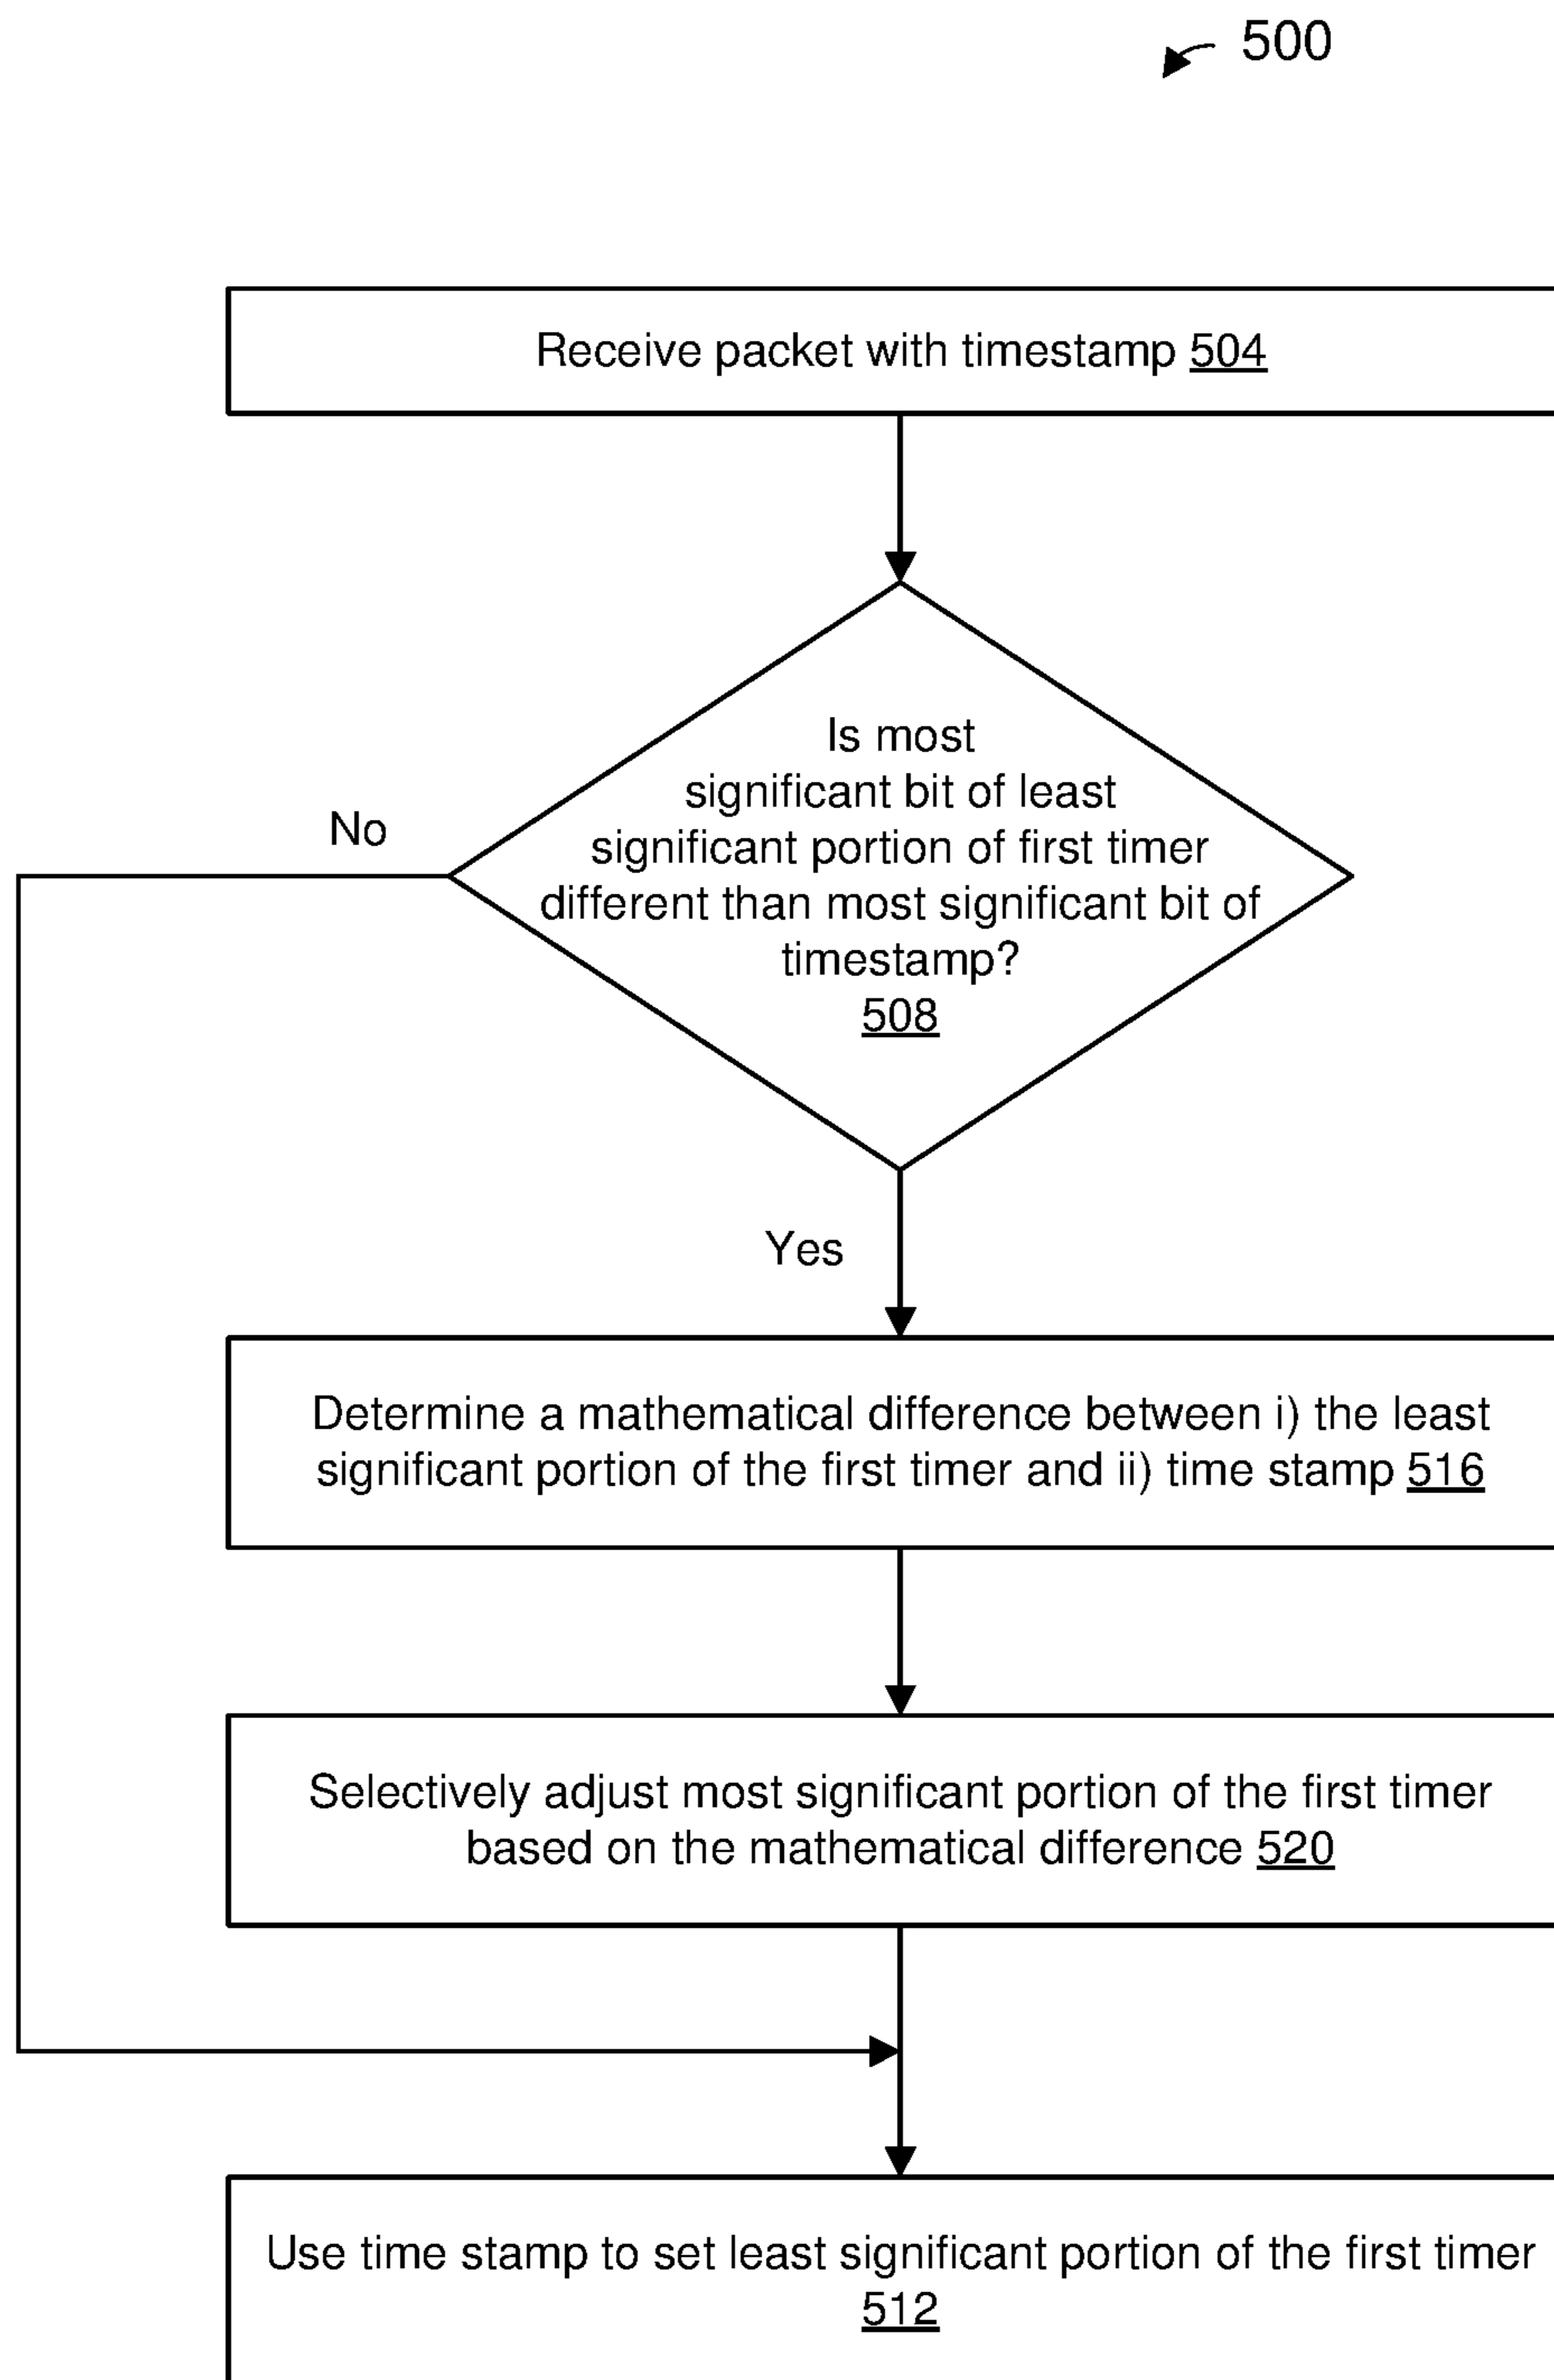 500
Receive packet with timestamp 504
Is most
significant bit of least
significant portion of first timer
different than most significant bit of
timestamp?
508
No
Yes
Determine a mathematical difference between i) the least
significant portion of the first timer and ii) time stamp 516
Selectively adjust most significant portion of the first timer
based on the mathematical difference 520
Use time stamp to set least significant portion of the first timer
512